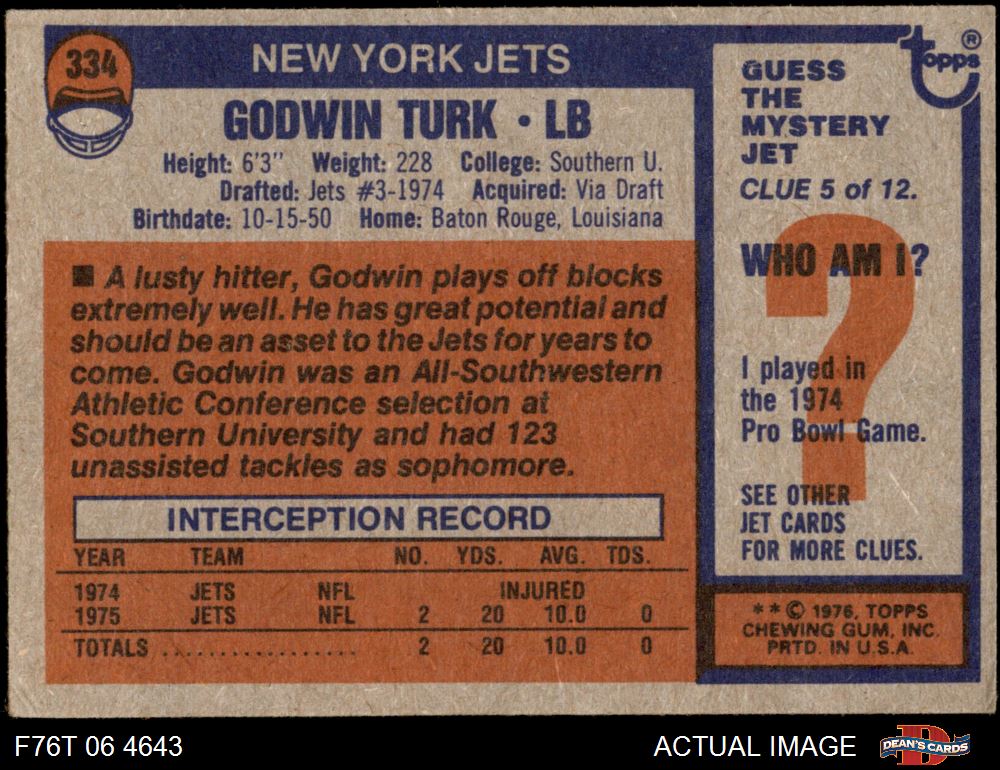 334
NEW YORK JETS
GODWIN TURK • LB
Height: 6'3" Weight: 228 College: Southern U.
Drafted: Jets #3-1974 Acquired: Via Draft
Birthdate: 10-15-50 Home: Baton Rouge, Louisiana
■ A lusty hitter, Godwin plays off blocks
extremely well. He has great potential and
should be an asset to the Jets for years to
come. Godwin was an All-Southwestern
Athletic Conference selection at
Southern University and had 123
unassisted tackles as sophomore.
INTERCEPTION RECORD
YEAR TEAM NO. YDS. AVG. TDS.
1974 JETS NFL INJURED
1975 JETS NFL 2 20 10.0 0
TOTALS ................. 2 20 10.0 0
topps ®
GUESS
THE
MYSTERY
JET
CLUE 5 of 12.
WHO AM I?
?
I played in
the 1974
Pro Bowl Game.
SEE OTHER
JET CARDS
FOR MORE CLUES.
* * © 1976, TOPPS
CHEWING GUM, INC.
PRTD. IN U.S.A.
F76T 06 4643
ACTUAL IMAGE
D
DEAN'S CARDS